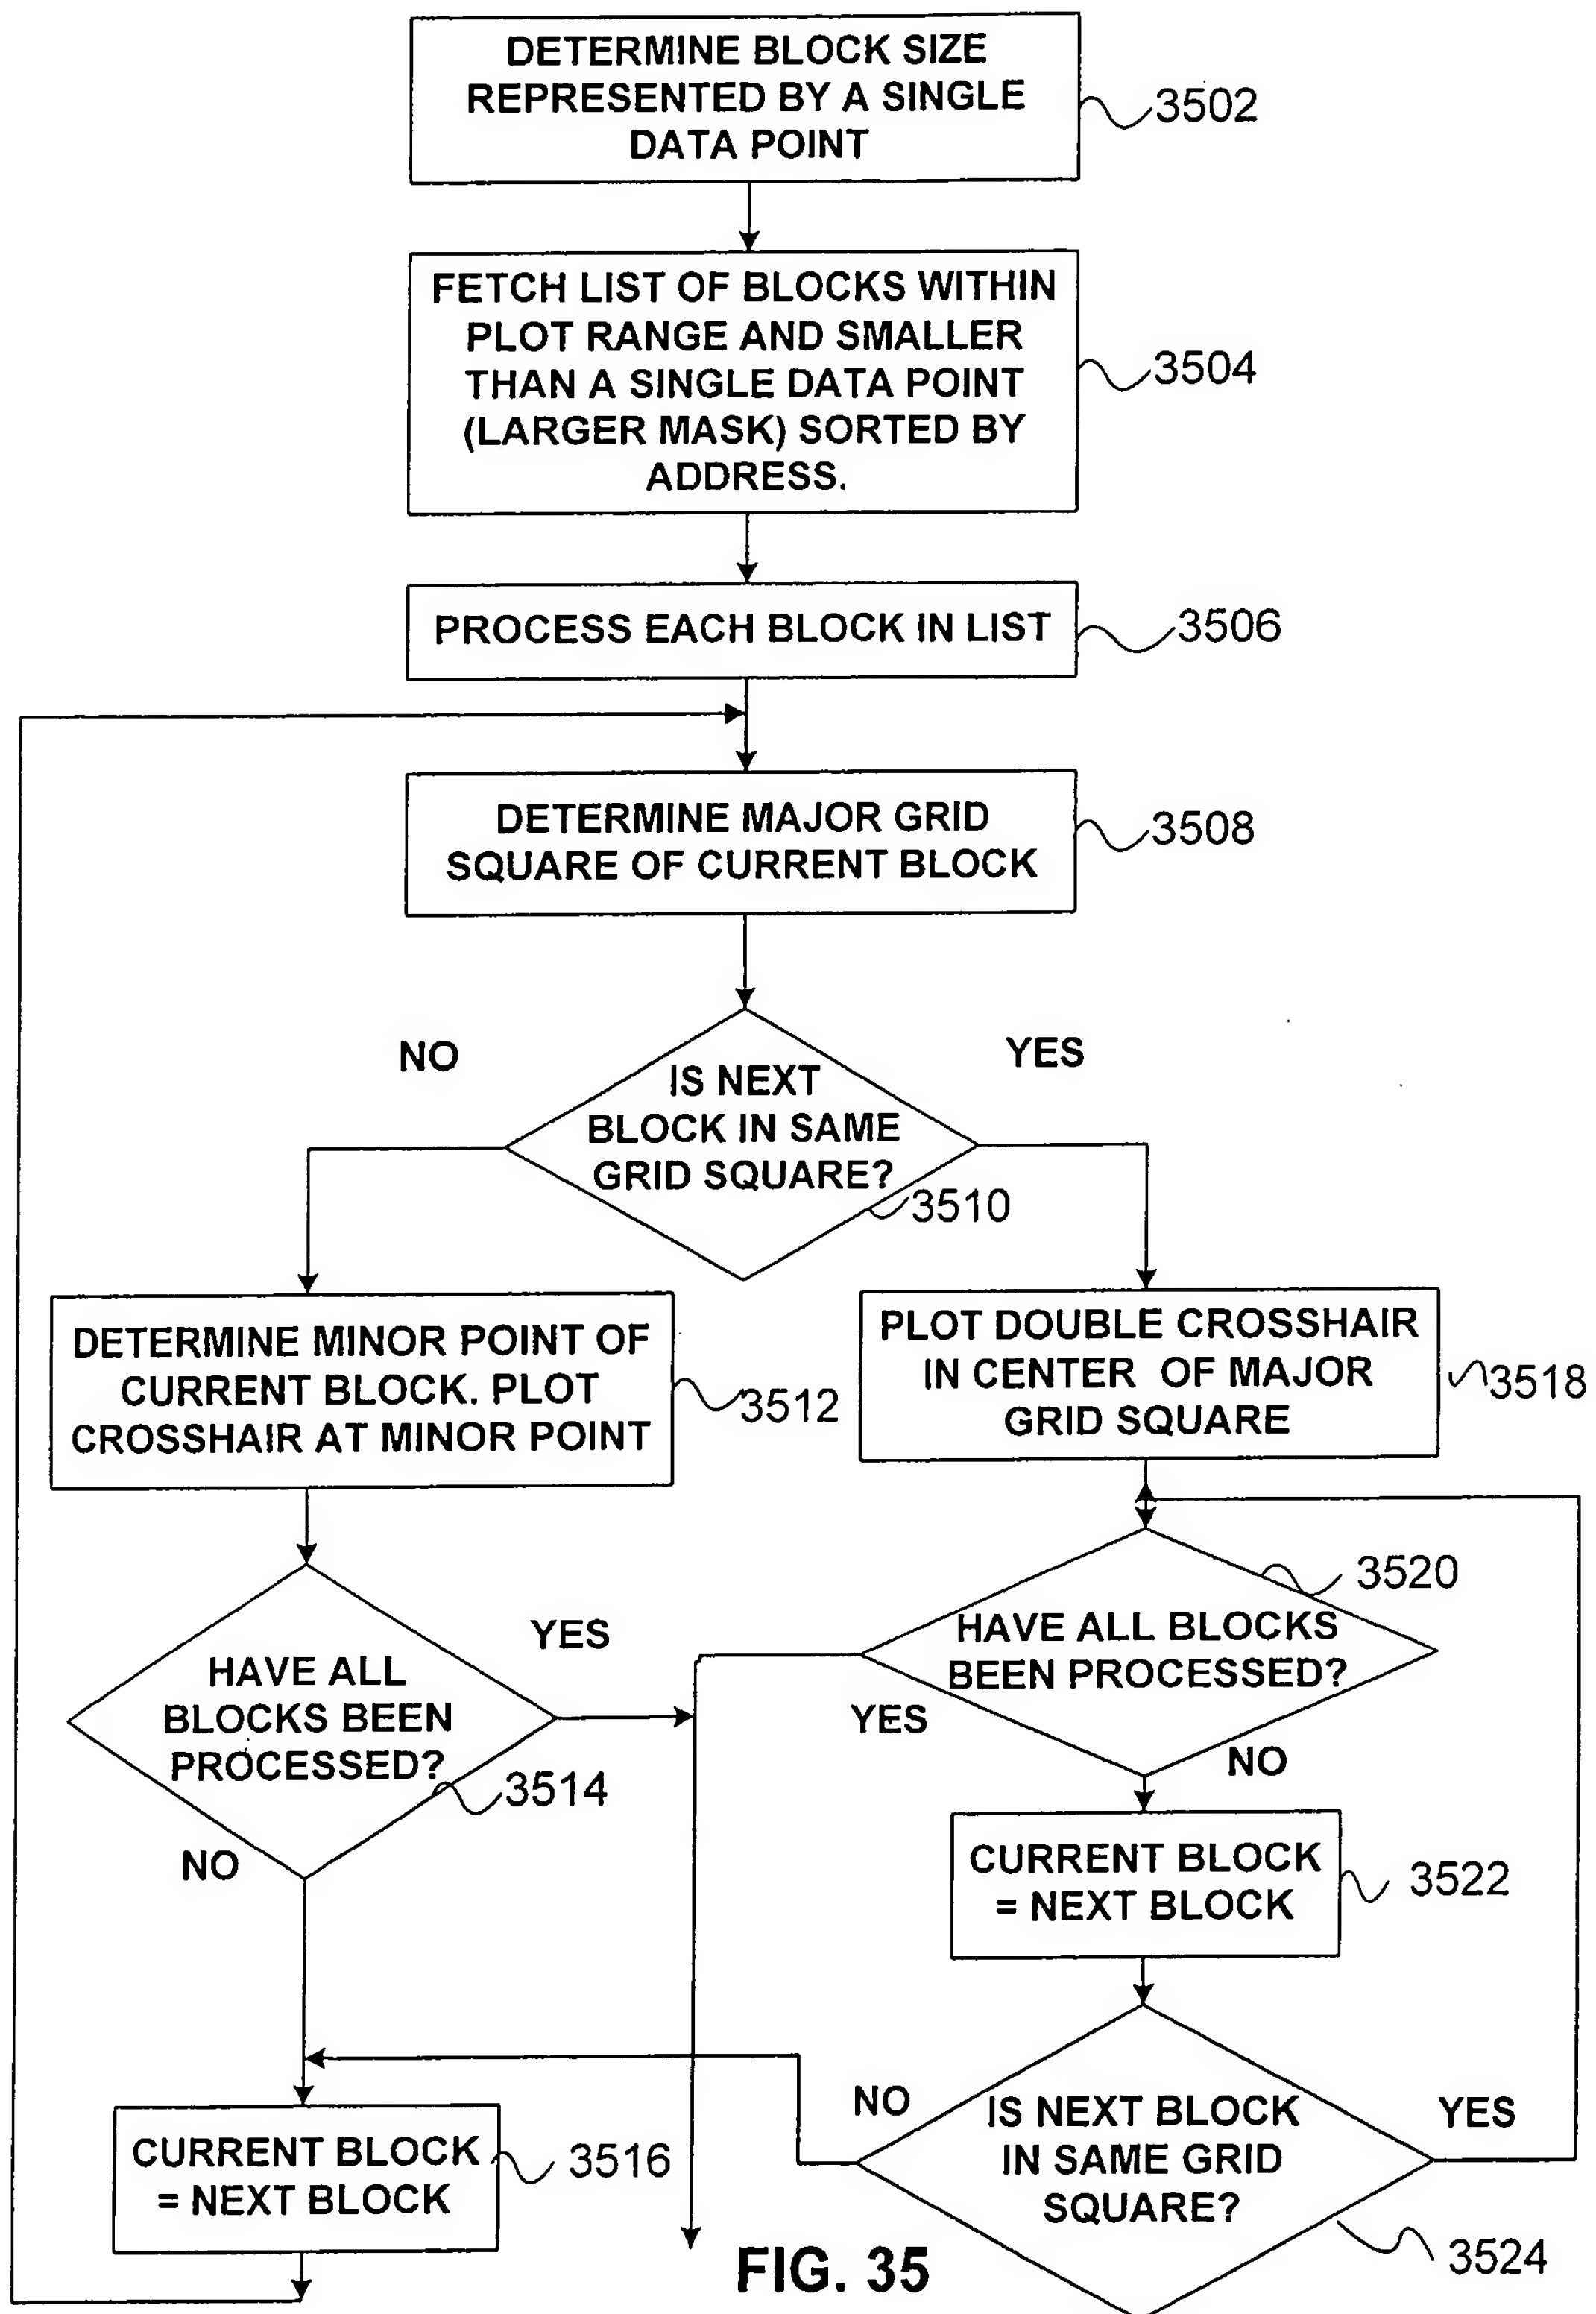 DETERMINE BLOCK SIZE
REPRESENTED BY A SINGLE
DATA POINT
3502
FETCH LIST OF BLOCKS WITHIN
PLOT RANGE AND SMALLER
THAN A SINGLE DATA POINT
(LARGER MASK) SORTED BY
ADDRESS.
3504
PROCESS EACH BLOCK IN LIST
3506
DETERMINE MAJOR GRID
SQUARE OF CURRENT BLOCK
3508
NO
YES
IS NEXT
BLOCK IN SAME
GRID SQUARE?
3510
DETERMINE MINOR POINT OF
CURRENT BLOCK. PLOT
CROSSHAIR AT MINOR POINT
3512
PLOT DOUBLE CROSSHAIR
IN CENTER OF MAJOR
GRID SQUARE
3518
HAVE ALL
BLOCKS BEEN
PROCESSED?
YES
3514
NO
3520
HAVE ALL BLOCKS
BEEN PROCESSED?
YES
NO
CURRENT BLOCK
= NEXT BLOCK
3522
CURRENT BLOCK
= NEXT BLOCK
3516
NO
IS NEXT BLOCK
IN SAME GRID
SQUARE?
YES
3524
FIG. 35